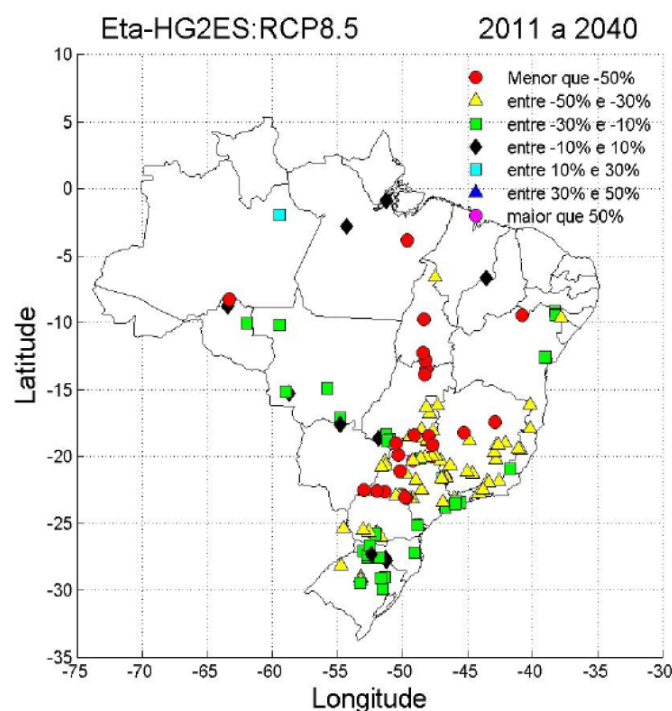 Eta-HG2ES:RCP8.5 2011 a 2040
Menor que -50%
entre -50% e -30%
entre -30% e -10%
entre -10% e 10%
entre 10% e 30%
entre 30% e 50%
maior que 50%
10
5
0
-5
-10
-15
-20
-25
-30
-35
Latitude
-75 -70 -65 -60 -55 -50 -45 -40 -35 -30
Longitude